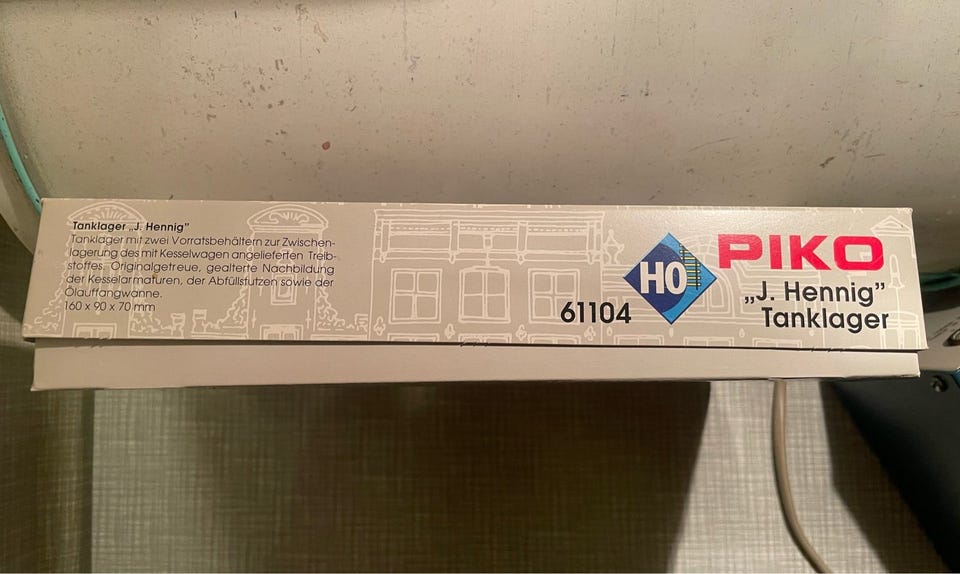 Tanklager „J. Hennig”
Tanklager mit zwei Vorratsbehältern zur Zwischen-
lagerung des mit Kesselwagen angelieferten Treib-
stoffes. Originalgetreue, gealterte Nachbildung
der Kesselarmaturen, der Abfüllstutzen sowie der
Ölauffangwanne.
160 x 90 x 70 mm
61104
H0
PIKO
„J. Hennig”
Tanklager